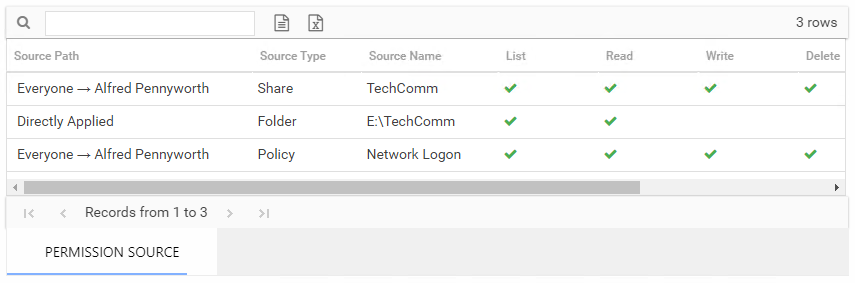 3 rows
Source Path Source Type Source Name List Read Write Delete
Everyone → Alfred Pennyworth Share TechComm
Directly Applied Folder E:\TechComm
Everyone → Alfred Pennyworth Policy Network Logon
Records from 1 to 3
PERMISSION SOURCE